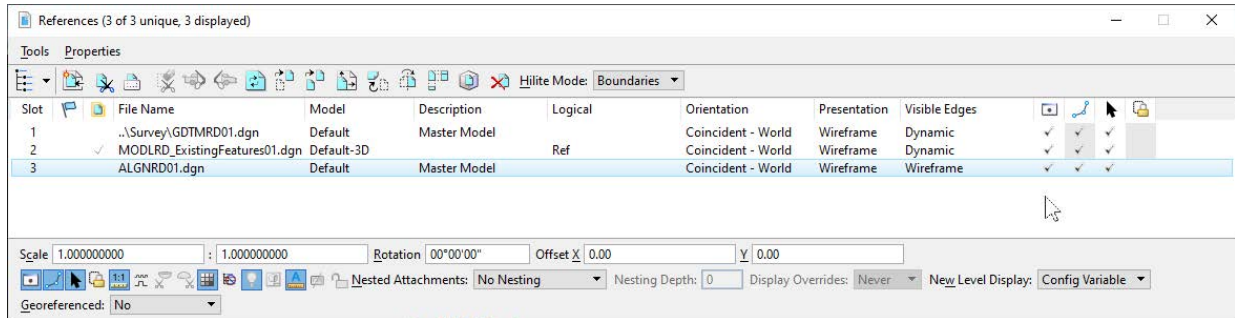 References (3 of 3 unique, 3 displayed)
Tools Properties
Hilite Mode: Boundaries
Slot File Name Model Description Logical Orientation Presentation Visible Edges
1 ..\Survey\GDTMRD01.dgn Default Master Model Coincident - World Wireframe Dynamic
2 MODLRD_ExistingFeatures01.dgn Default-3D Ref Coincident - World Wireframe Dynamic
3 ALGNRD01.dgn Default Master Model Coincident - World Wireframe Wireframe
Scale 1.000000000 : 1.000000000 Rotation 00°00'00" Offset X 0.00 Y 0.00
1:1 A Nested Attachments: No Nesting Nesting Depth: 0 Display Overrides: Never New Level Display: Config Variable
Georeferenced: No